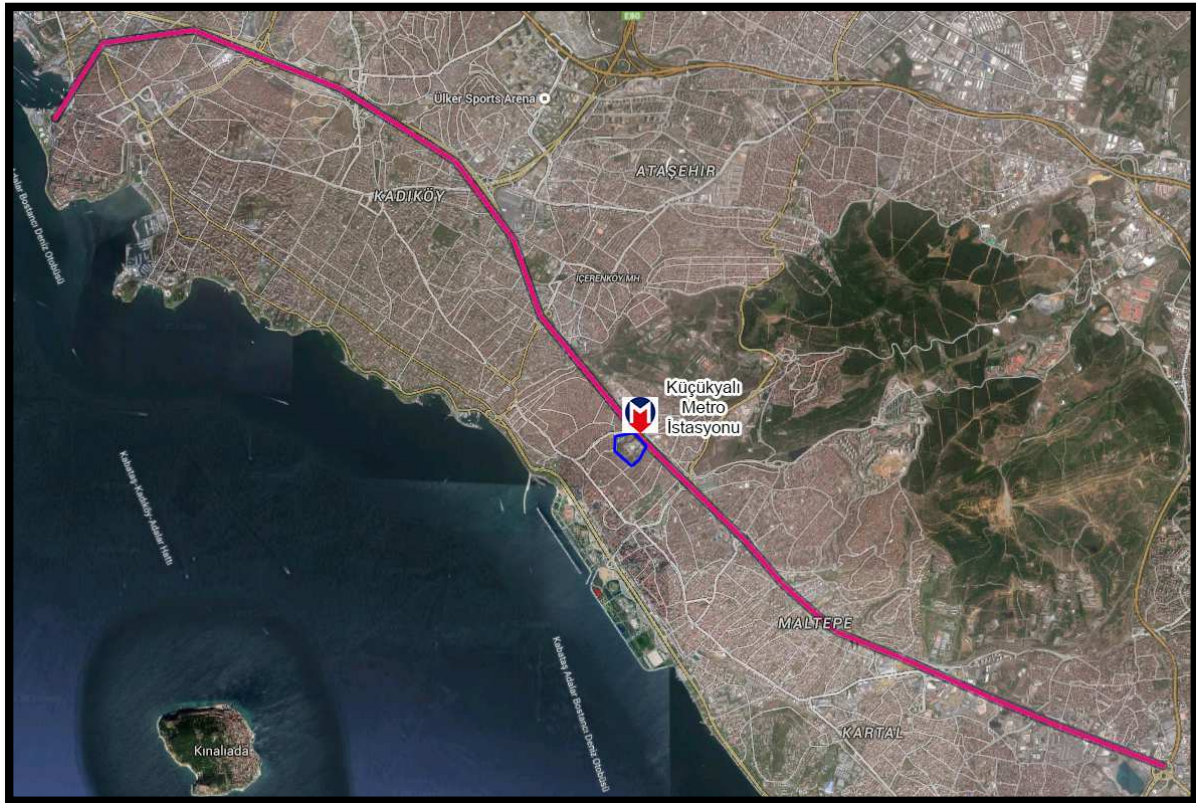 E80
Ülker Sports Arena
ATAŞEHİR
KADIKÖY
İÇERENKÖY MH
Adalar Bostancı Deniz Otobüsü
M
Küçükyalı
Metro
İstasyonu
Kabataş-Kadıköy-Adalar Hattı
MALTEPE
Kabataş Adalar Bostancı Deniz Otobüsü
KARTAL
Kınalıada